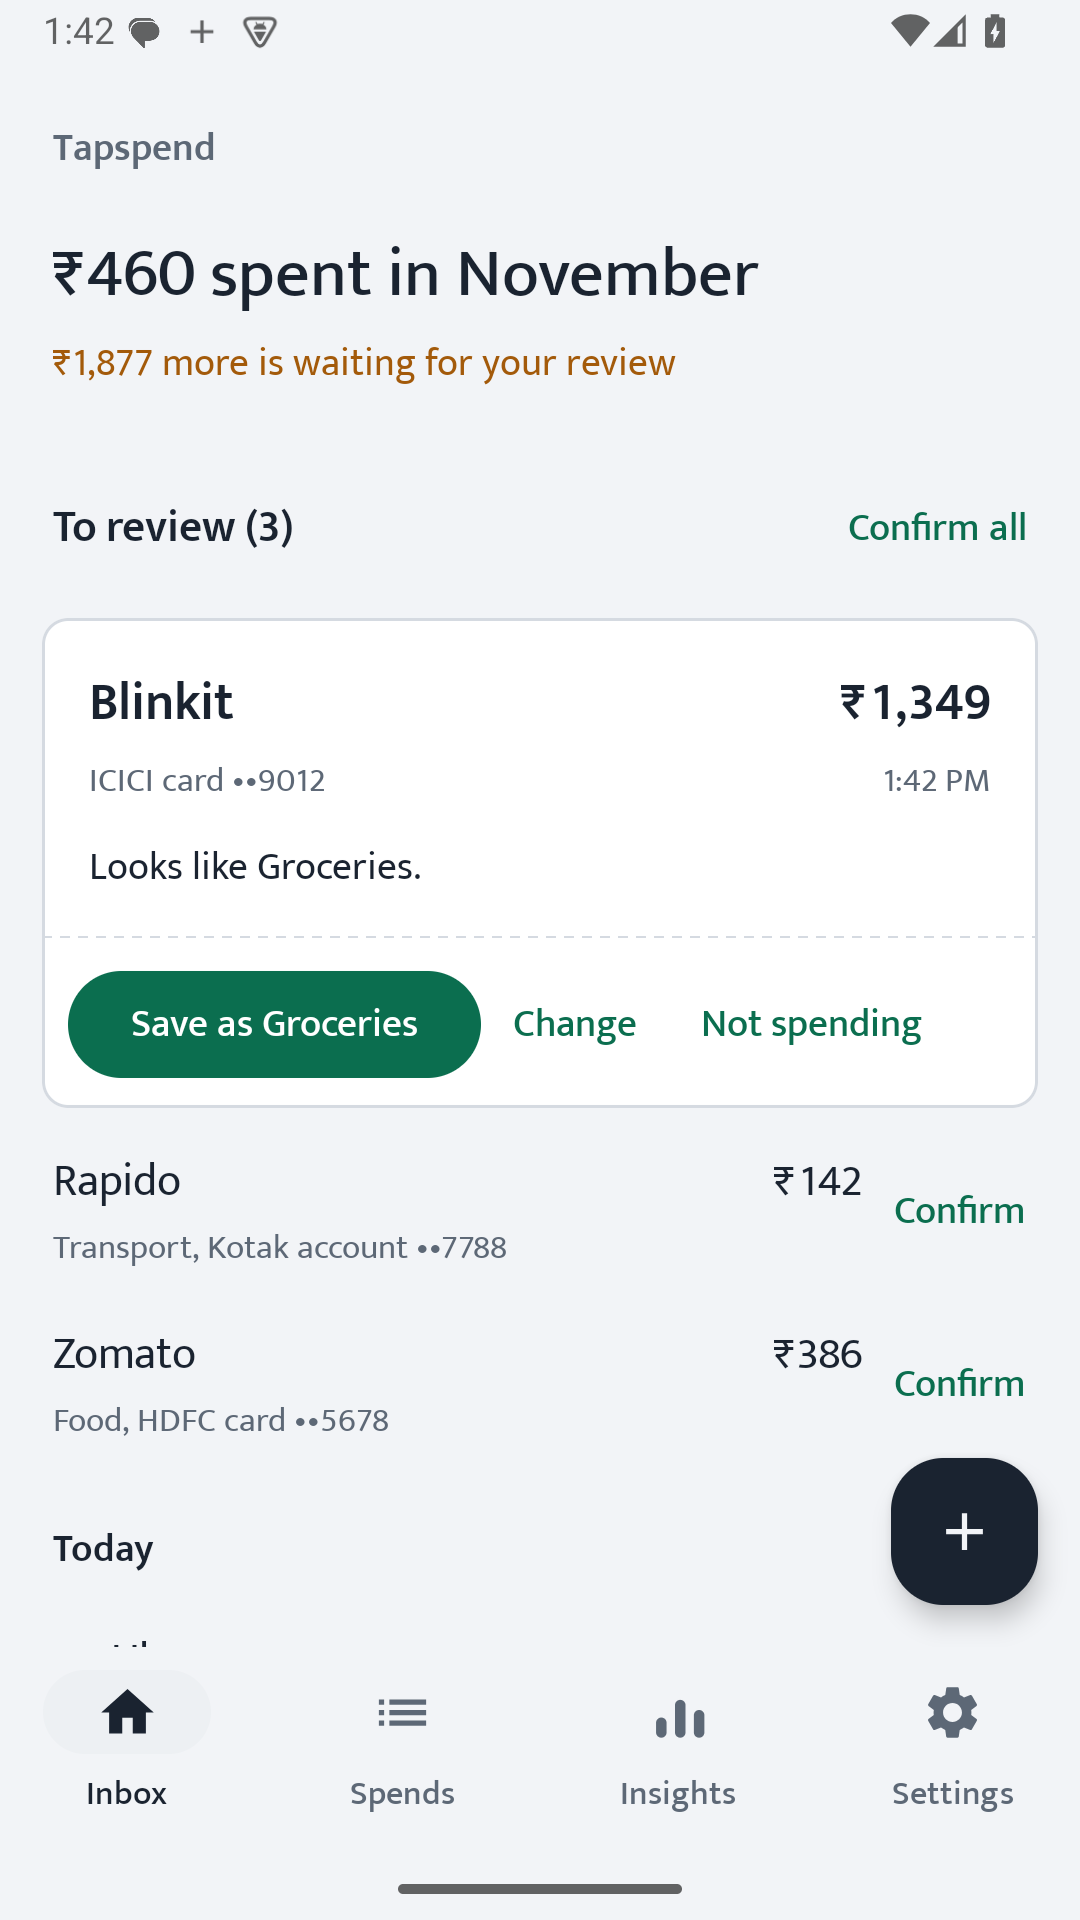 1:42
Tapspend
₹460 spent in November
₹1,877 more is waiting for your review
To review (3)
Confirm all
Blinkit
₹1,349
ICICI card ••9012
1:42 PM
Looks like Groceries.
Save as Groceries
Change
Not spending
Rapido
₹142
Confirm
Transport, Kotak account ••7788
Zomato
₹386
Confirm
Food, HDFC card ••5678
Today
Inbox
Spends
Insights
Settings